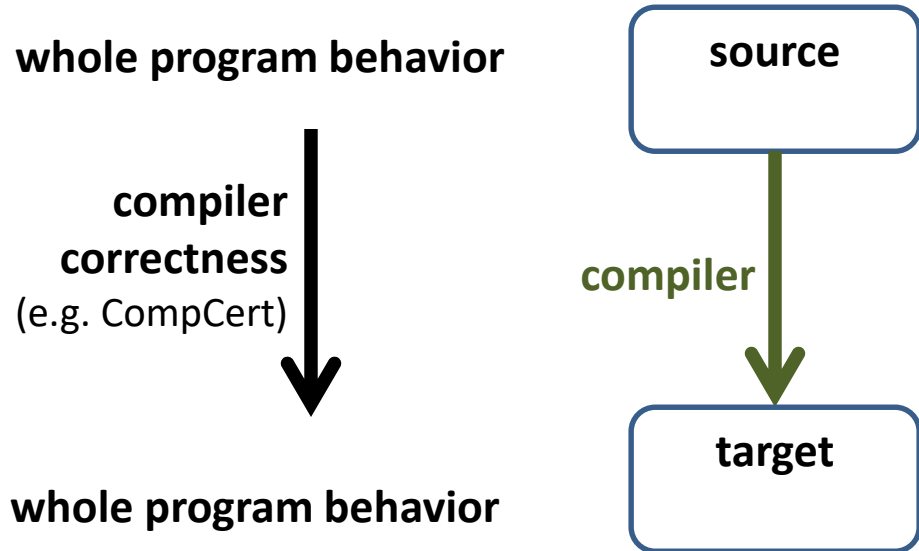 whole program behavior
source
compiler
correctness
(e.g. CompCert)
compiler
target
whole program behavior